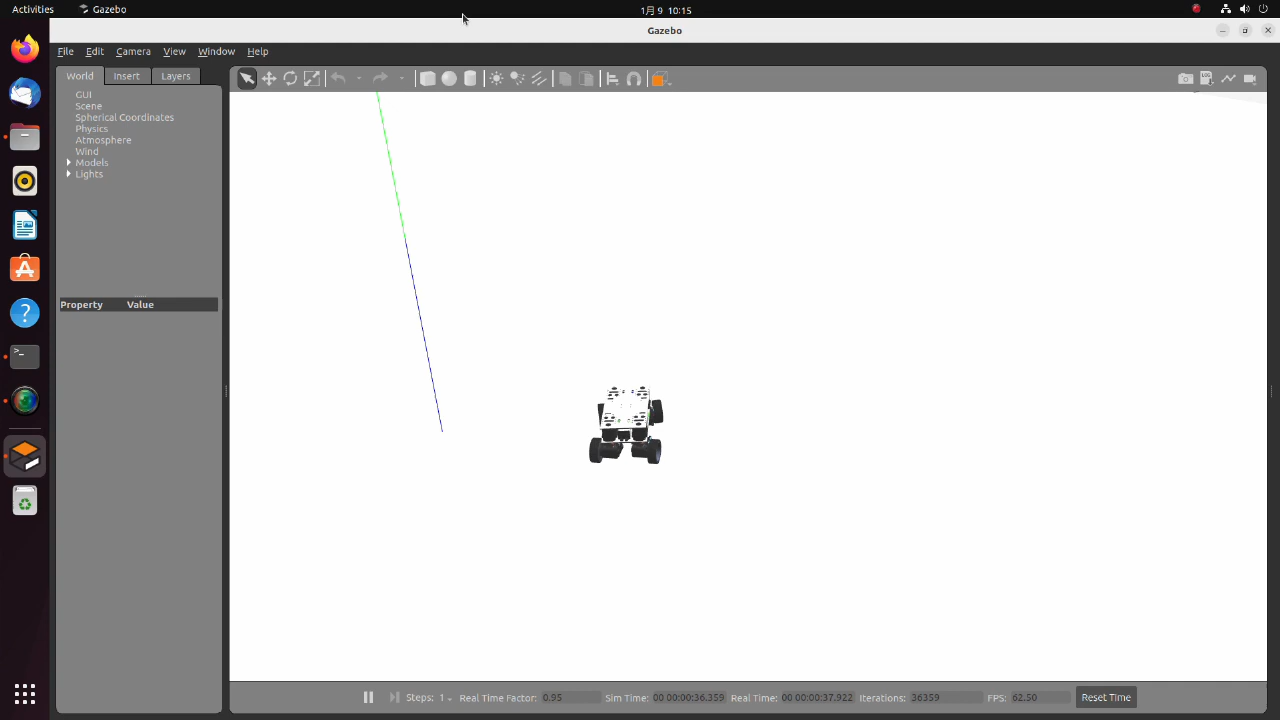 Activities Gazebo 1月 9 10:15
Gazebo
File Edit Camera View Window Help
World Insert Layers
GUI
Scene
Spherical Coordinates
Physics
Atmosphere
Wind
Models
Lights
Property Value
Steps: 1 Real Time Factor: 0.95 Sim Time: 00 00:00:36.359 Real Time: 00 00:00:37.922 Iterations: 36359 FPS: 62.50 Reset Time